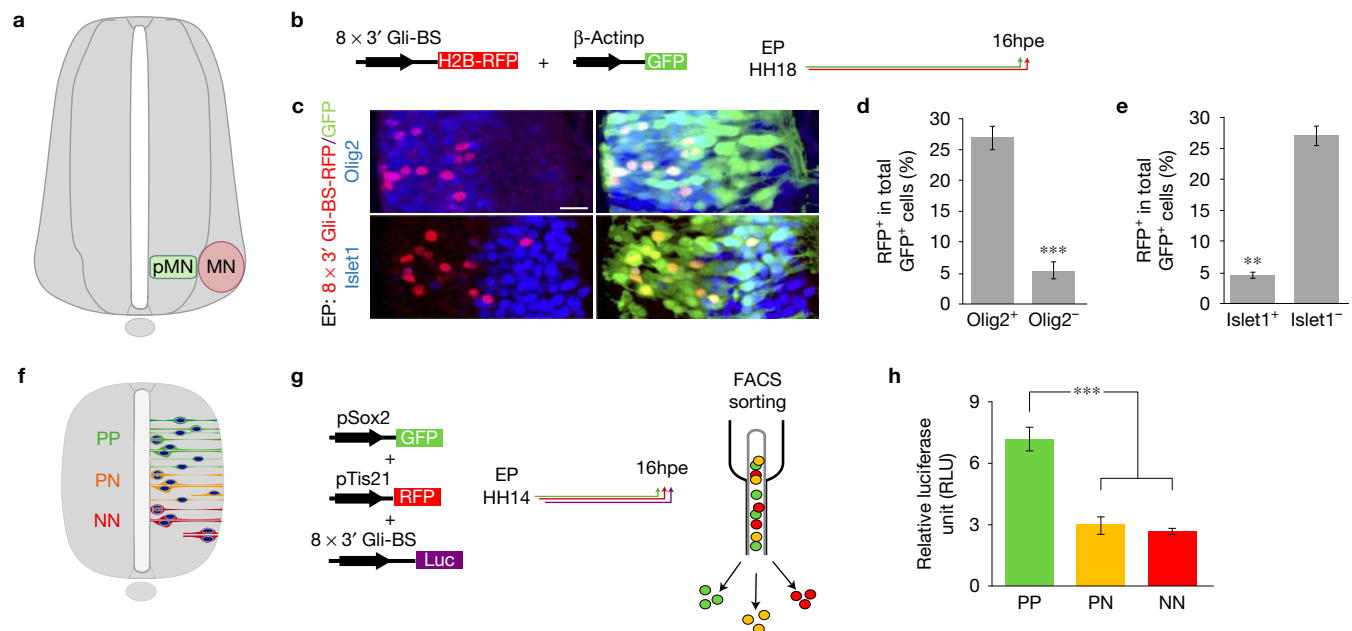 a
pMN
MN
b
8 × 3′ Gli-BS
H2B-RFP
+
β-Actinp
GFP
EP
HH18
16hpe
c
EP: 8 × 3′ Gli-BS-RFP/GFP
Olig2
Islet1
d
RFP⁺ in total
GFP⁺ cells (%)
30
25
20
15
10
5
0
***
Olig2⁺ Olig2⁻
e
RFP⁺ in total
GFP⁺ cells (%)
30
25
20
15
10
5
0
**
Islet1⁺ Islet1⁻
f
PP
PN
NN
g
pSox2
GFP
+
pTis21
RFP
+
8 × 3′ Gli-BS
Luc
EP
HH14
16hpe
FACS
sorting
h
Relative luciferase
unit (RLU)
9
6
3
0
***
PP PN NN